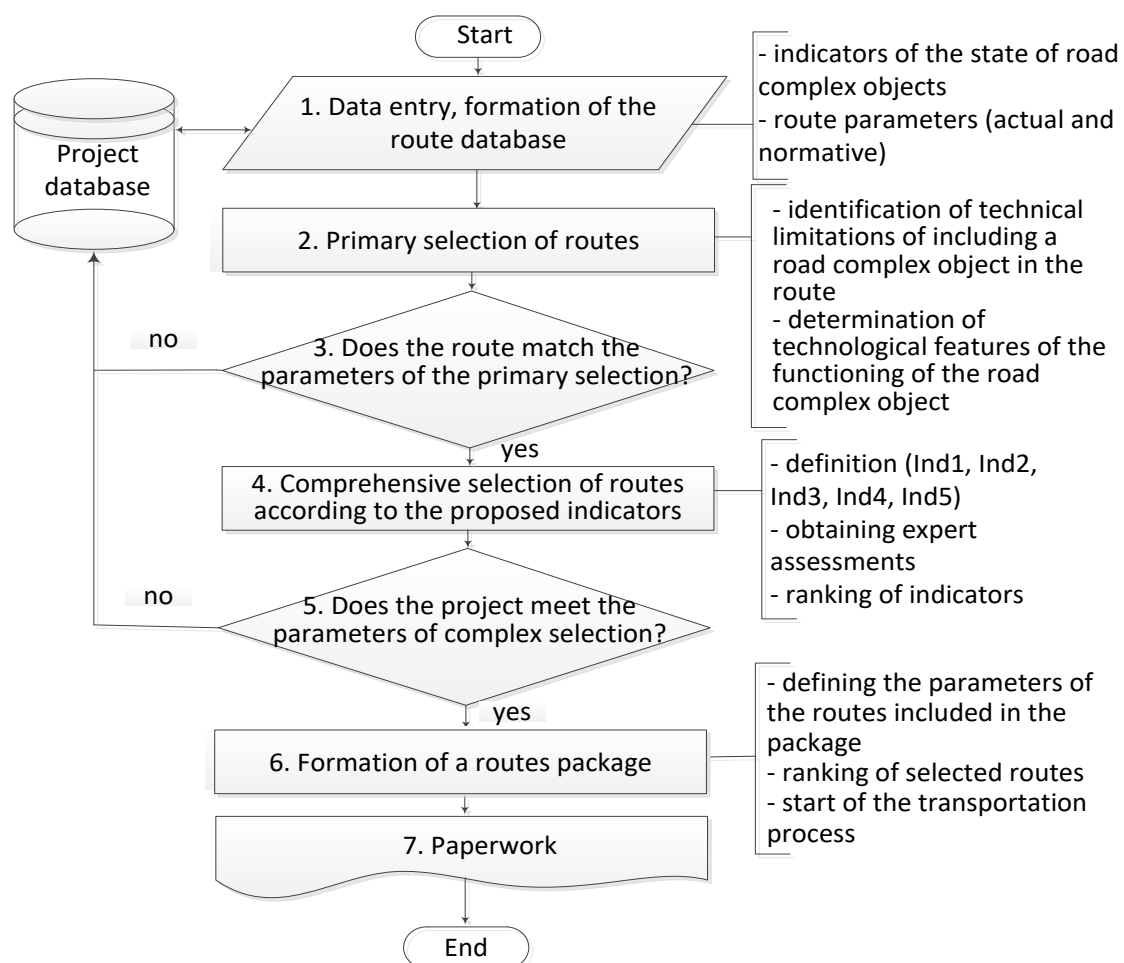 Start
1. Data entry, formation of the
route database
- indicators of the state of road
complex objects
- route parameters (actual and
normative)
Project
database
2. Primary selection of routes
- identification of technical
limitations of including a
road complex object in the
route
- determination of
technological features of the
functioning of the road
complex object
no
3. Does the route match the
parameters of the primary selection?
yes
4. Comprehensive selection of routes
according to the proposed indicators
- definition (Ind1, Ind2,
Ind3, Ind4, Ind5)
- obtaining expert
assessments
- ranking of indicators
no
5. Does the project meet the
parameters of complex selection?
yes
6. Formation of a routes package
- defining the parameters of
the routes included in the
package
- ranking of selected routes
- start of the transportation
process
7. Paperwork
End